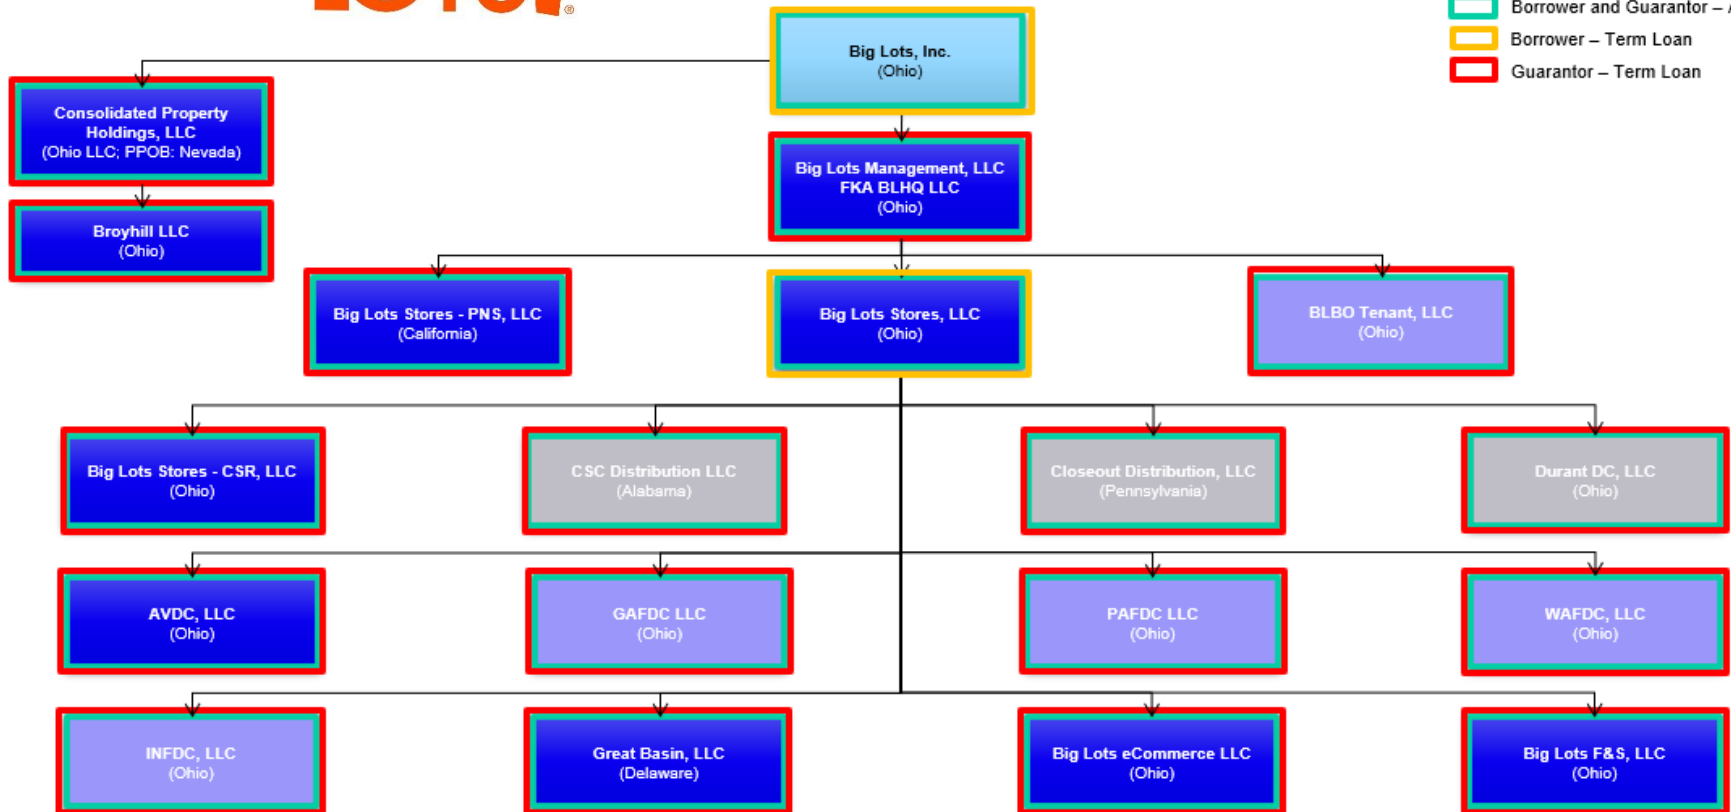 LOTS!®
Borrower and Guarantor –
Borrower – Term Loan
Guarantor – Term Loan
Big Lots, Inc.
(Ohio)
Consolidated Property
Holdings, LLC
(Ohio LLC; PPOB: Nevada)
Big Lots Management, LLC
FKA BLHQ LLC
(Ohio)
Broyhill LLC
(Ohio)
Big Lots Stores - PNS, LLC
(California)
Big Lots Stores, LLC
(Ohio)
BLBO Tenant, LLC
(Ohio)
Big Lots Stores - CSR, LLC
(Ohio)
CSC Distribution LLC
(Alabama)
Closeout Distribution, LLC
(Pennsylvania)
Durant DC, LLC
(Ohio)
AVDC, LLC
(Ohio)
GAFDC LLC
(Ohio)
PAFDC LLC
(Ohio)
WAFDC, LLC
(Ohio)
INFDC, LLC
(Ohio)
Great Basin, LLC
(Delaware)
Big Lots eCommerce LLC
(Ohio)
Big Lots F&S, LLC
(Ohio)